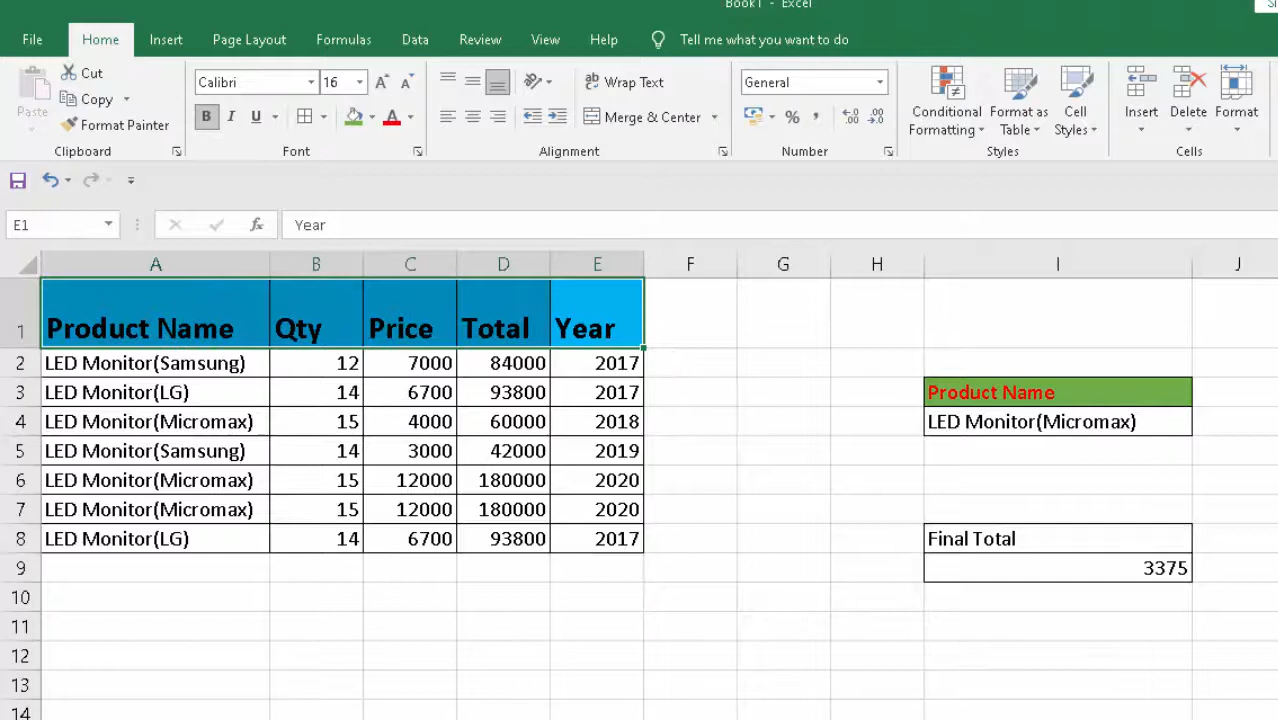 Book1 - Excel
File Home Insert Page Layout Formulas Data Review View Help Tell me what you want to do
Cut
Copy
Format Painter
Paste
Clipboard
Calibri 16
B I U A
Font
ab Wrap Text
Merge & Center
Alignment
General
% ,
Number
Conditional Formatting
Format as Table
Cell Styles
Styles
Insert Delete Format
Cells
E1 fx Year
A B C D E F G H I J
1 Product Name Qty Price Total Year
2 LED Monitor(Samsung) 12 7000 84000 2017
3 LED Monitor(LG) 14 6700 93800 2017 Product Name
4 LED Monitor(Micromax) 15 4000 60000 2018 LED Monitor(Micromax)
5 LED Monitor(Samsung) 14 3000 42000 2019
6 LED Monitor(Micromax) 15 12000 180000 2020
7 LED Monitor(Micromax) 15 12000 180000 2020
8 LED Monitor(LG) 14 6700 93800 2017 Final Total
9 3375
10
11
12
13
14